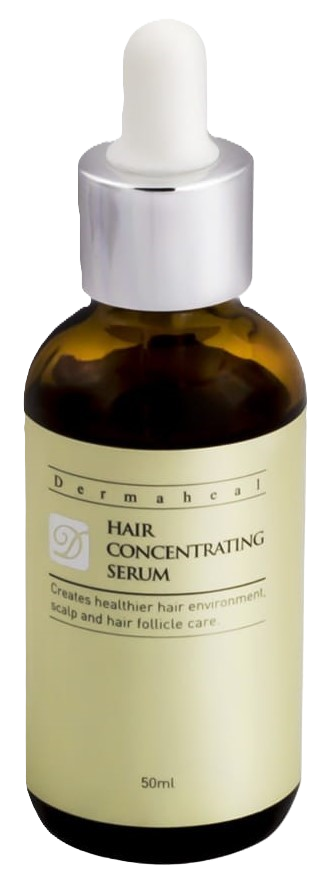 Dermaheal
D
HAIR
CONCENTRATING
SERUM
Creates healthier hair environment,
scalp and hair follicle care.
50ml